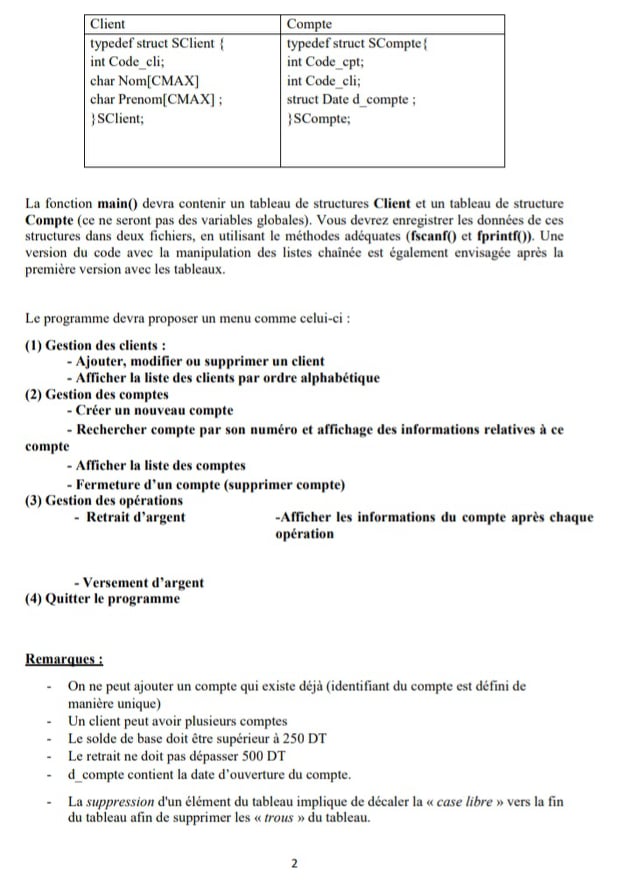 Client
typedef struct SClient {
int Code_cli;
char Nom[CMAX]
char Prenom[CMAX] ;
}SClient;
Compte
typedef struct SCompte{
int Code_cpt;
int Code_cli;
struct Date d_compte ;
}SCompte;
La fonction main() devra contenir un tableau de structures Client et un tableau de structure
Compte (ce ne seront pas des variables globales). Vous devrez enregistrer les données de ces
structures dans deux fichiers, en utilisant le méthodes adéquates (fscanf() et fprintf()). Une
version du code avec la manipulation des listes chaînée est également envisagée après la
première version avec les tableaux.
Le programme devra proposer un menu comme celui-ci :
(1) Gestion des clients :
- Ajouter, modifier ou supprimer un client
- Afficher la liste des clients par ordre alphabétique
(2) Gestion des comptes
- Créer un nouveau compte
- Rechercher compte par son numéro et affichage des informations relatives à ce
compte
- Afficher la liste des comptes
- Fermeture d'un compte (supprimer compte)
(3) Gestion des opérations
- Retrait d'argent
-Afficher les informations du compte après chaque
opération
- Versement d'argent
(4) Quitter le programme
Remarques :
- On ne peut ajouter un compte qui existe déjà (identifiant du compte est défini de
manière unique)
- Un client peut avoir plusieurs comptes
- Le solde de base doit être supérieur à 250 DT
- Le retrait ne doit pas dépasser 500 DT
- d_compte contient la date d'ouverture du compte.
- La suppression d'un élément du tableau implique de décaler la « case libre » vers la fin
du tableau afin de supprimer les « trous » du tableau.
2